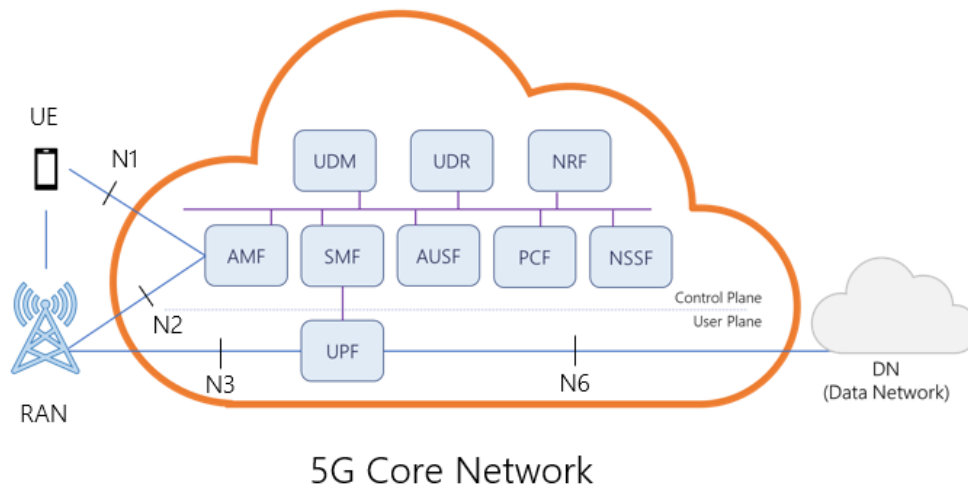 UE
N1
UDM
UDR
NRF
AMF
SMF
AUSF
PCF
NSSF
Control Plane
User Plane
N2
UPF
N3
N6
RAN
DN
(Data Network)
5G Core Network